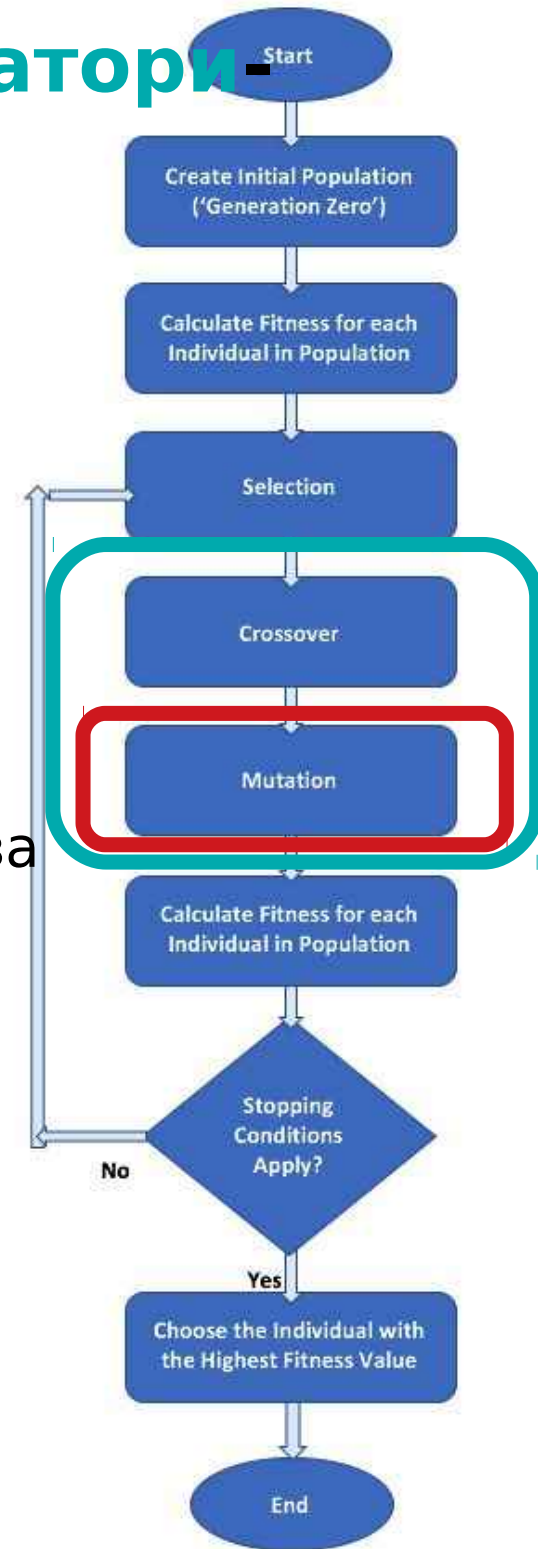 атори-
Start
Create Initial Population
(‘Generation Zero’)
Calculate Fitness for each
Individual in Population
Selection
Crossover
Mutation
ва
Calculate Fitness for each
Individual in Population
Stopping
Conditions
Apply?
No
Yes
Choose the Individual with
the Highest Fitness Value
End